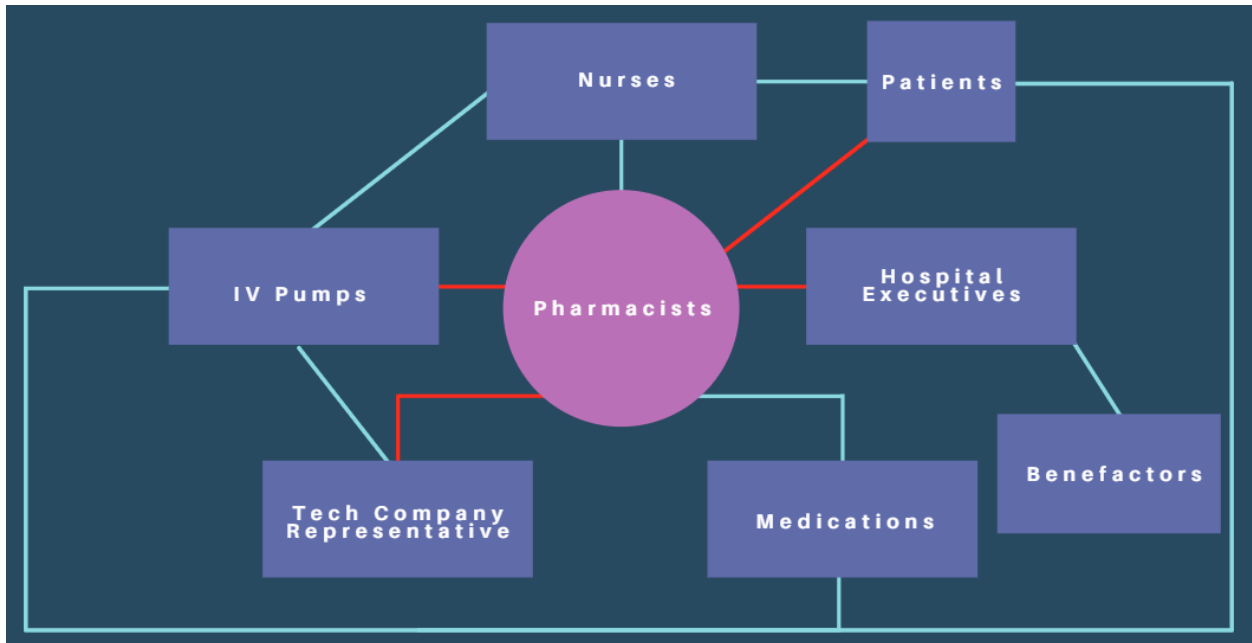 Nurses
Patients
IV Pumps
Pharmacists
Hospital
Executives
Tech Company
Representative
Medications
Benefactors